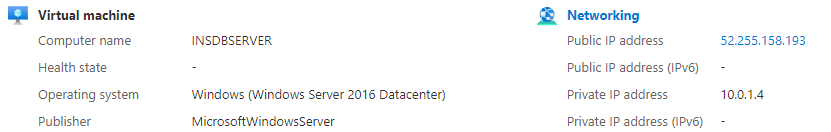 Virtual machine
Computer name INSDBSERVER
Health state -
Operating system Windows (Windows Server 2016 Datacenter)
Publisher MicrosoftWindowsServer
Networking
Public IP address 52.255.158.193
Public IP address (IPv6) -
Private IP address 10.0.1.4
Private IP address (IPv6) -